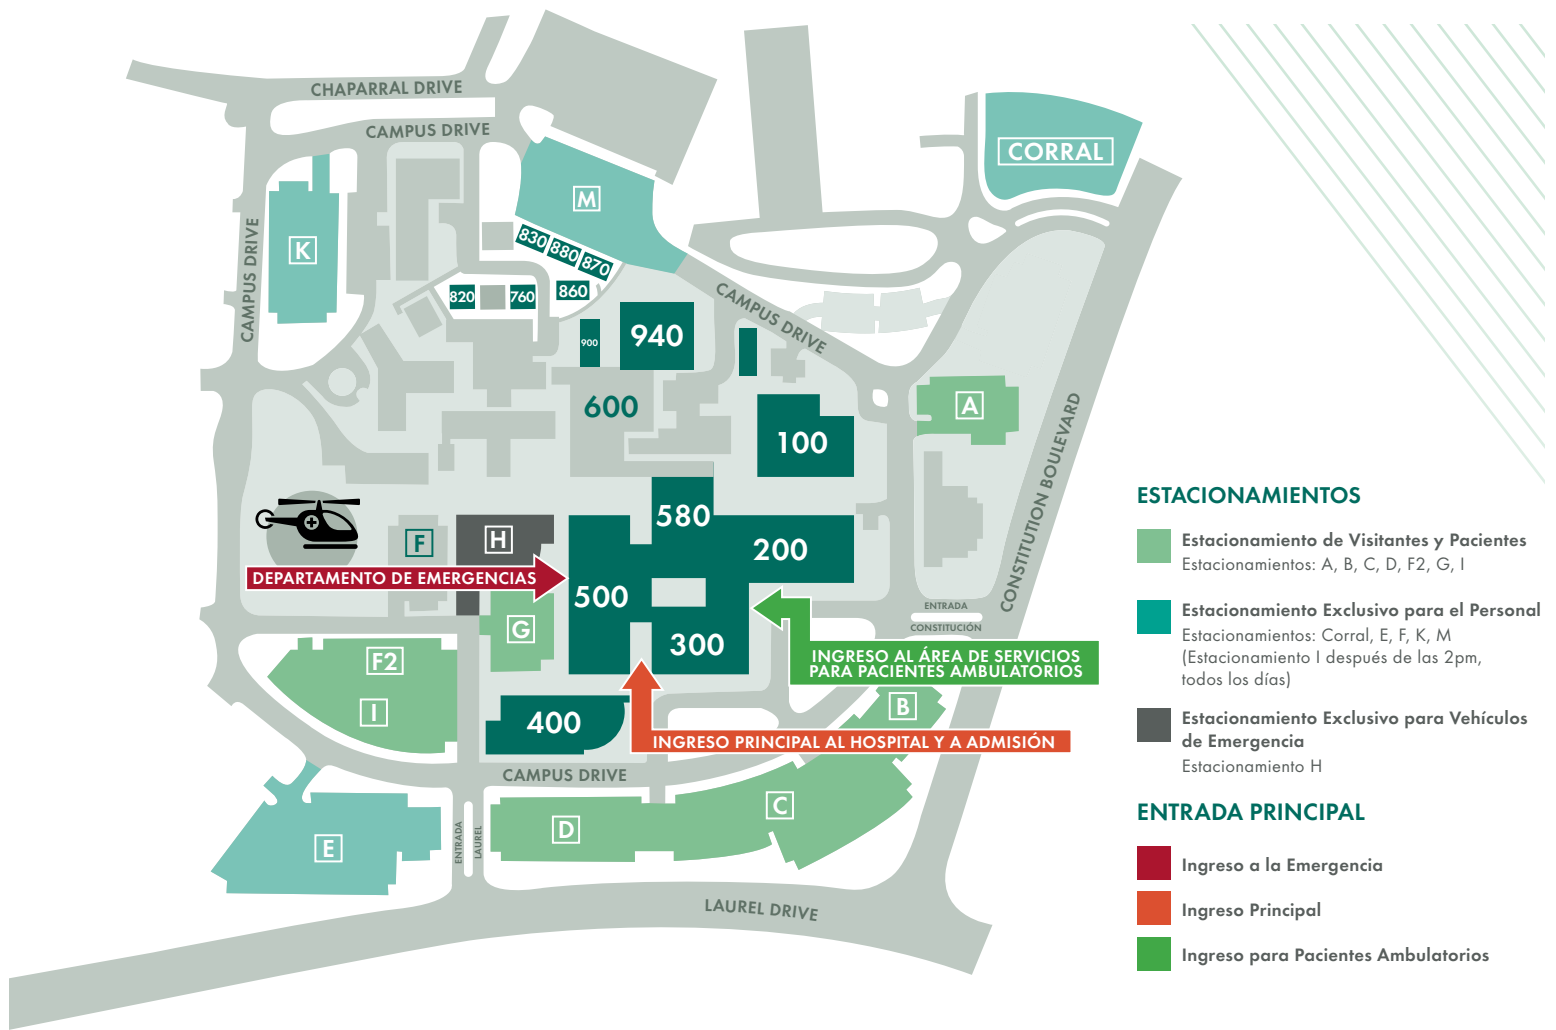 CHAPARRAL DRIVE
CAMPUS DRIVE
CORRAL
M
K
CAMPUS DRIVE
830
880
870
860
820
760
CAMPUS DRIVE
900
940
600
100
A
CONSTITUTION BOULEVARD
580
200
F
H
DEPARTAMENTO DE EMERGENCIAS
500
300
G
ENTRADA
CONSTITUCIÓN
F2
I
INGRESO AL ÁREA DE SERVICIOS
PARA PACIENTES AMBULATORIOS
B
400
INGRESO PRINCIPAL AL HOSPITAL Y A ADMISIÓN
CAMPUS DRIVE
C
D
E
ENTRADA
LAUREL
LAUREL DRIVE
ESTACIONAMIENTOS
Estacionamiento de Visitantes y Pacientes
Estacionamientos: A, B, C, D, F2, G, I
Estacionamiento Exclusivo para el Personal
Estacionamientos: Corral, E, F, K, M
(Estacionamiento I después de las 2pm,
todos los días)
Estacionamiento Exclusivo para Vehículos
de Emergencia
Estacionamiento H
ENTRADA PRINCIPAL
Ingreso a la Emergencia
Ingreso Principal
Ingreso para Pacientes Ambulatorios